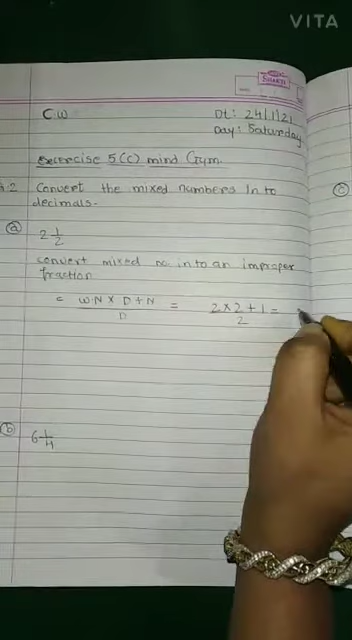 VITA
C.W
Dt: 24/1/21
Day: Saturday
Exercise 5(c) mind Gym.
.2 Convert the mixed numbers In to
decimals-
a
2 1/2
convert mixed no into an improper
fraction
= W.N × D + N / D = 2 × 2 + 1 / 2 =
b
6 1/4
c